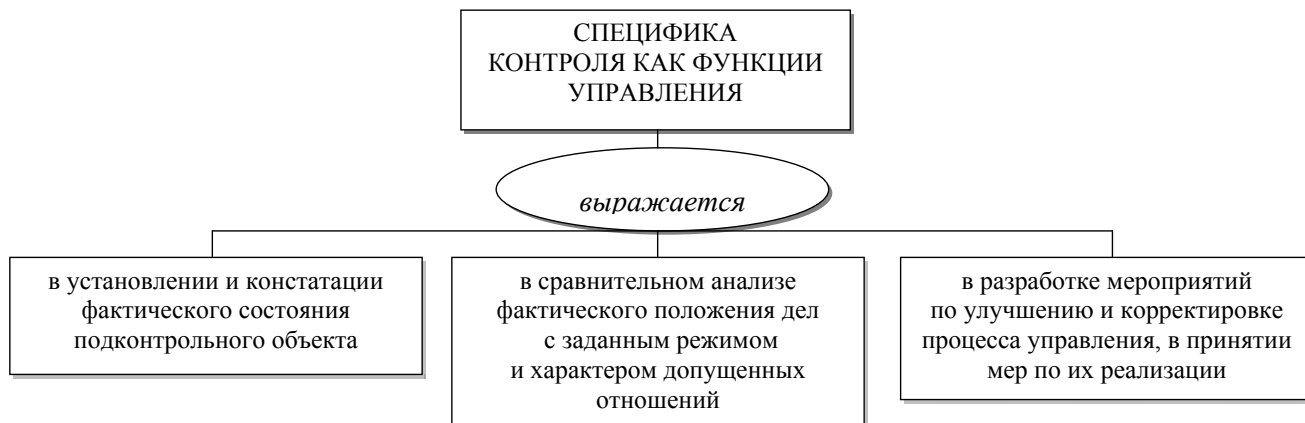 СПЕЦИФИКА
КОНТРОЛЯ КАК ФУНКЦИИ
УПРАВЛЕНИЯ
выражается
в установлении и констатации
фактического состояния
подконтрольного объекта
в сравнительном анализе
фактического положения дел
с заданным режимом
и характером допущенных
отношений
в разработке мероприятий
по улучшению и корректировке
процесса управления, в принятии
мер по их реализации